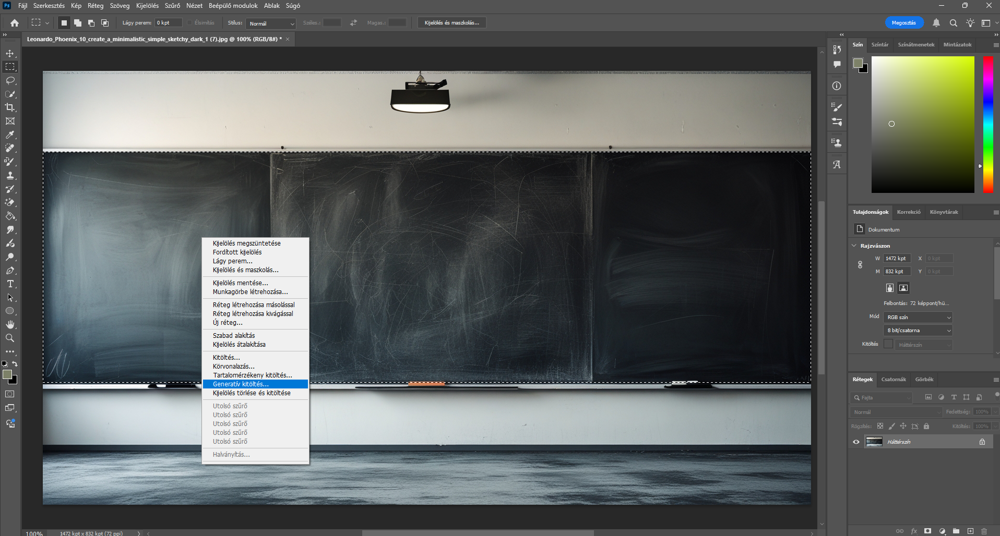 Ps Fájl Szerkesztés Kép Réteg Szöveg Kijelölés Szűrő Nézet Beépülő modulok Ablak Súgó
Lágy perem: 0 kpt Élsimítás Stílus: Normál Széles.: Magas.: Kijelölés és maszkolás... Megosztás
Leonardo_Phoenix_10_create_a_minimalistic_simple_sketchy_dark_1 (7).jpg @ 100% (RGB/8#) *
Kijelölés megszüntetése
Fordított kijelölés
Lágy perem...
Kijelölés és maszkolás...
Kijelölés mentése...
Munkagörbe létrehozása...
Réteg létrehozása másolással
Réteg létrehozása kivágással
Új réteg...
Szabad alakítás
Kijelölés átalakítása
Kitöltés...
Körvonalazás...
Tartalomérzékeny kitöltés...
Generatív kitöltés...
Kijelölés törlése és kitöltése
Utolsó szűrő
Utolsó szűrő
Utolsó szűrő
Utolsó szűrő
Utolsó szűrő
Halványítás...
100% 1472 kpt x 832 kpt (72 ppi)
Szín Színtár Színátmenetek Mintázatok
Tulajdonságok Korrekció Könyvtárak
Dokumentum
Rajzvászon
W 1472 kpt X 0 kpt
M 832 kpt Y 0 kpt
Felbontás: 72 képpont/hü...
Mód RGB szín
8 bit/csatorna
Kitöltés Háttérszín
Rétegek Csatornák Görbék
Fajta
Normál Fedettség: 100%
Rögzítés: Kitöltés: 100%
Háttérszín